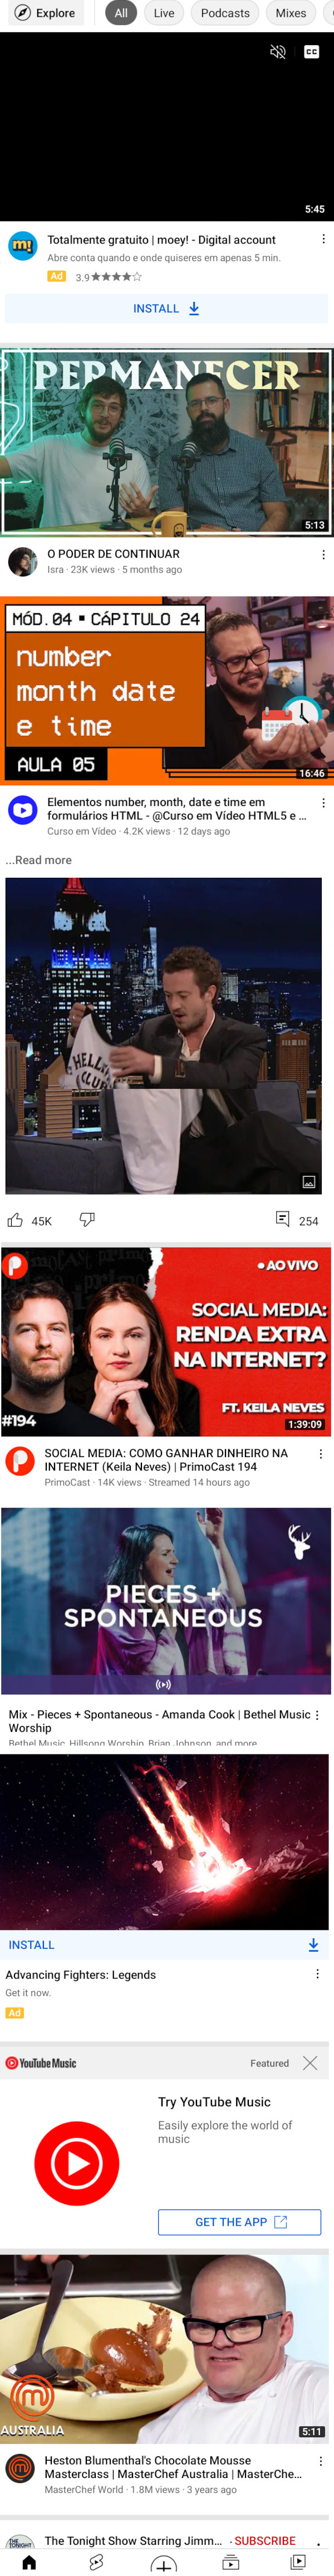 Explore
All
Live
Podcasts
Mixes
CC
5:45
m!
Totalmente gratuito | moey! - Digital account
Abre conta quando e onde quiseres em apenas 5 min.
Ad 3.9
INSTALL
PERMANECER
5:13
O PODER DE CONTINUAR
Isra · 23K views · 5 months ago
MÓD. 04 ▪ CÁPITULO 24
number
month date
e time
AULA 05
16:46
Elementos number, month, date e time em
formulários HTML - @Curso em Vídeo HTML5 e ...
Curso em Vídeo · 4.2K views · 12 days ago
...Read more
HELL
CLU
45K
254
• AO VIVO
SOCIAL MEDIA:
RENDA EXTRA
NA INTERNET?
FT. KEILA NEVES
#194
1:39:09
SOCIAL MEDIA: COMO GANHAR DINHEIRO NA
INTERNET (Keila Neves) | PrimoCast 194
PrimoCast · 14K views · Streamed 14 hours ago
PIECES +
SPONTANEOUS
Mix - Pieces + Spontaneous - Amanda Cook | Bethel Music
Worship
Bethel Music, Hillsong Worship, Brian Johnson, and more
INSTALL
Advancing Fighters: Legends
Get it now.
Ad
YouTube Music
Featured
Try YouTube Music
Easily explore the world of
music
GET THE APP
AUSTRALIA
5:11
Heston Blumenthal's Chocolate Mousse
Masterclass | MasterChef Australia | MasterChe...
MasterChef World · 1.8M views · 3 years ago
THE
TONIGHT
The Tonight Show Starring Jimm... · SUBSCRIBE